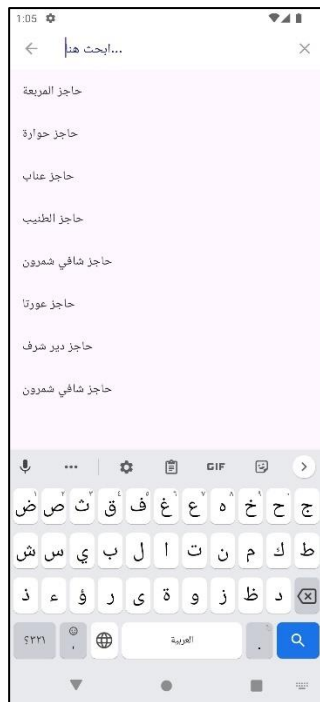 1:05
ابحث هنا...
حاجز المربعة
حاجز حوارة
حاجز عناب
حاجز الطنيب
حاجز شافي شمرون
حاجز عورتا
حاجز دير شرف
حاجز شافي شمرون
GIF
ض ص ث ق ف غ ع ه خ ح ج
ش س ي ب ل ا ت ن م ك ط
ذ ء ؤ ر ى ة و ز ظ د
٣٢١؟ العربية